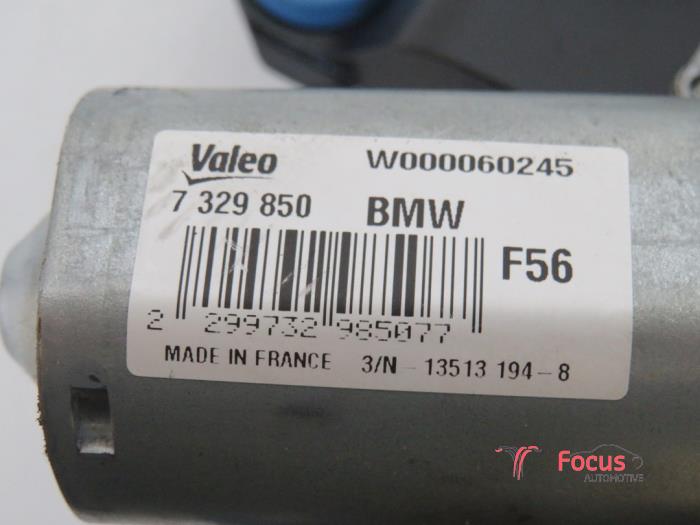 Valeo W000060245
7 329 850 BMW
F56
2 299732 985077
MADE IN FRANCE 3/N - 13513 194 - 8
Focus
AUTOMOTIVE